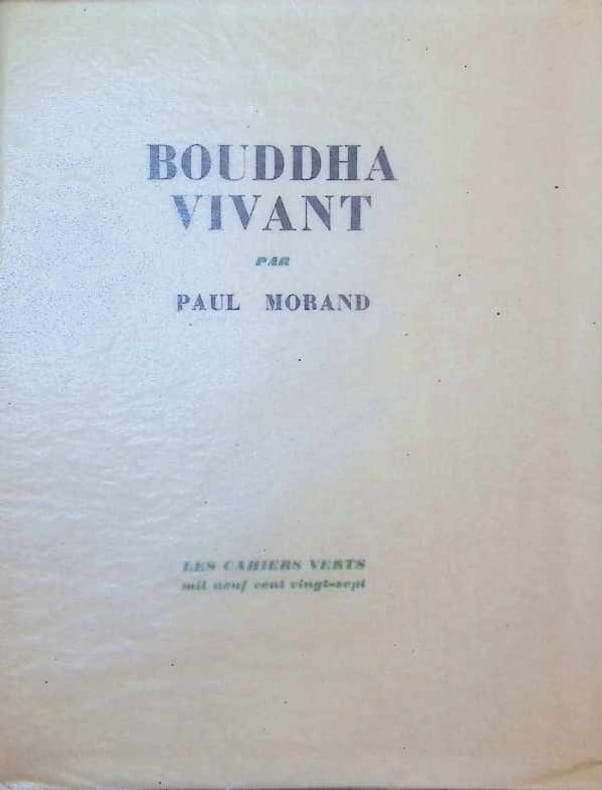 BOUDDHA
VIVANT
PAR
PAUL MORAND
LES CAHIERS VERTS
mil neuf cent vingt-sept